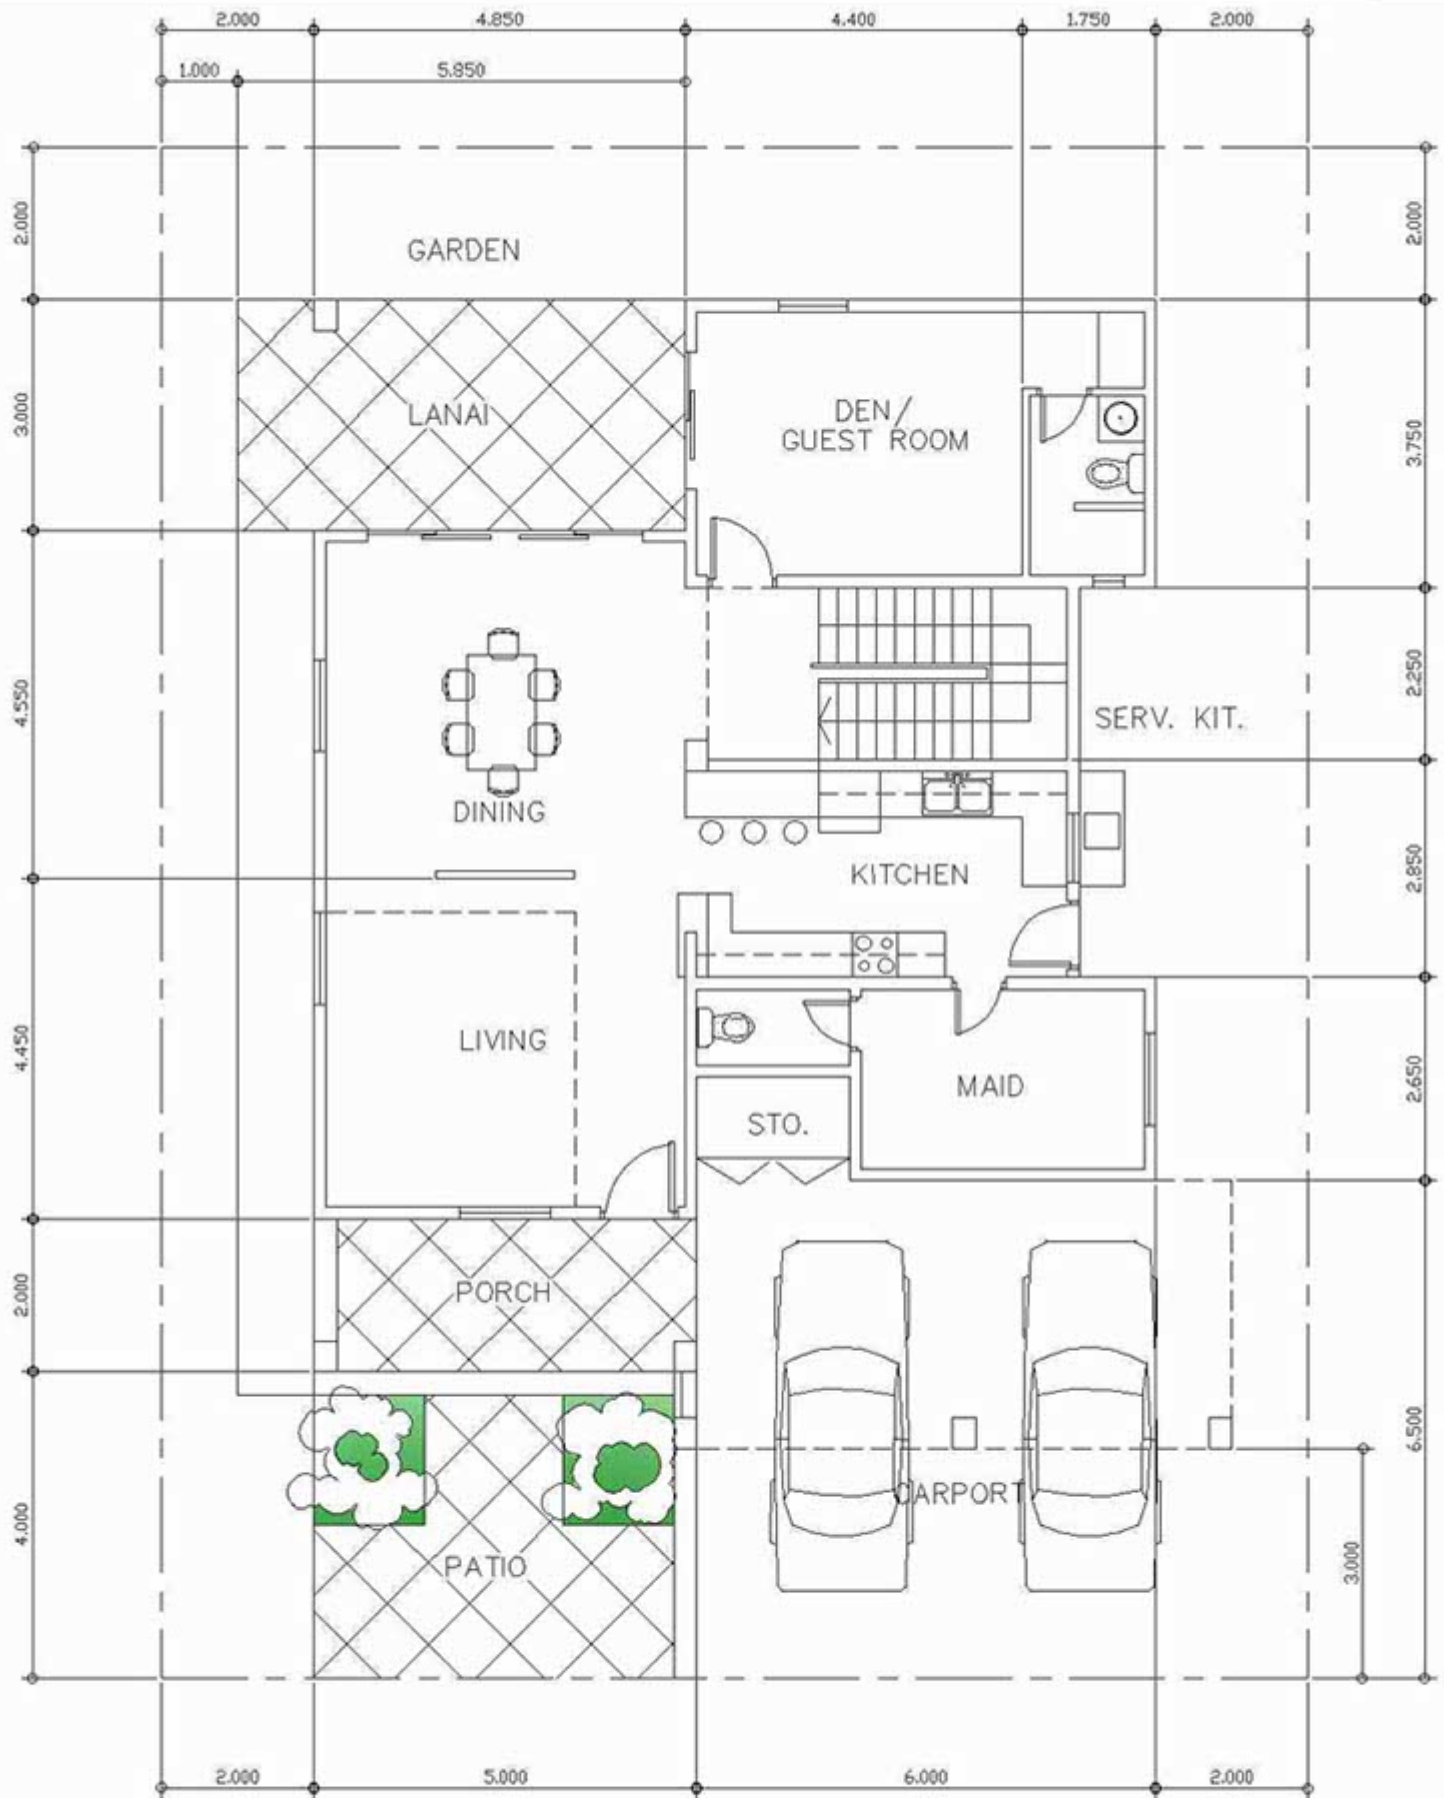 2.000
4.850
4.400
1.750
2.000
1.000
5.850
2.000
2.000
GARDEN
3.000
LANAI
DEN/
GUEST ROOM
3.750
4.550
2.250
SERV. KIT.
DINING
KITCHEN
2.850
4.450
LIVING
MAID
2.650
STO.
2.000
PORCH
6.500
CARPORT
4.000
PATIO
3.000
2.000
5.000
6.000
2.000